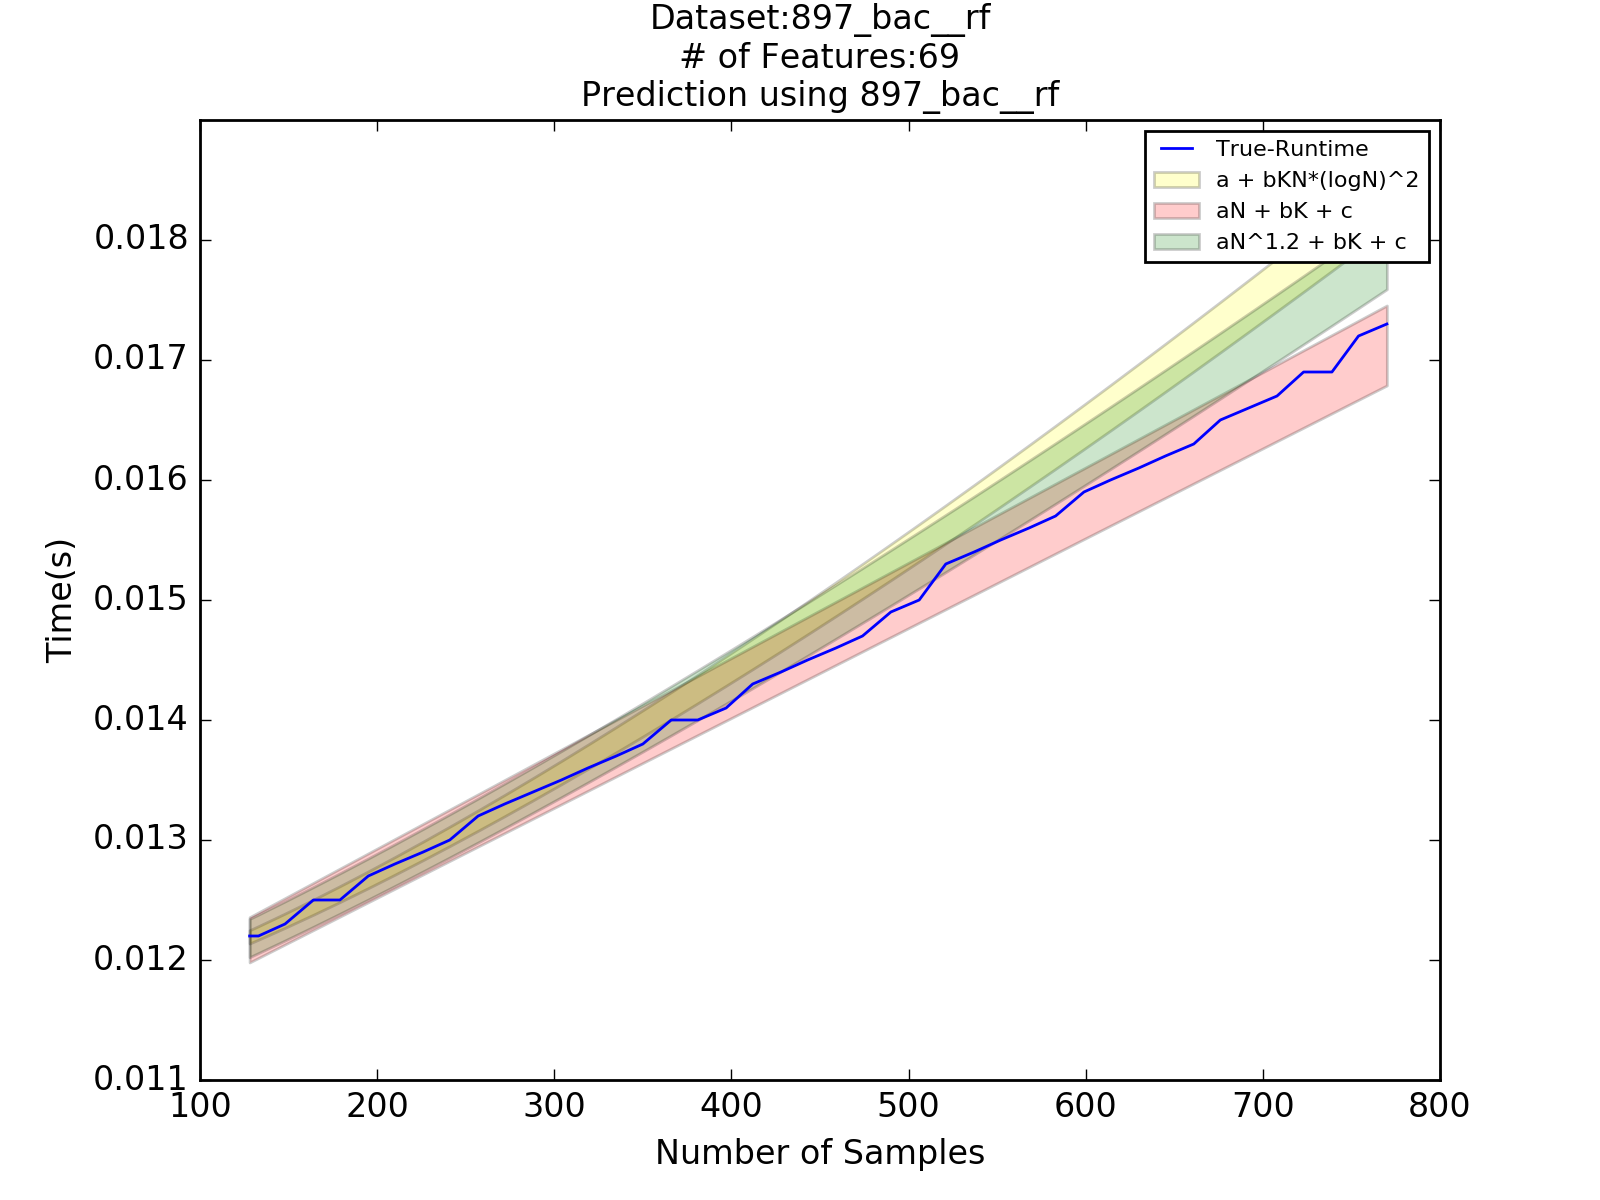 Dataset:897_bac__rf
# of Features:69
Prediction using 897_bac__rf
True-Runtime
a + bKN*(logN)^2
aN + bK + c
aN^1.2 + bK + c
0.018
0.017
0.016
0.015
0.014
0.013
0.012
0.011
Time(s)
100 200 300 400 500 600 700 800
Number of Samples